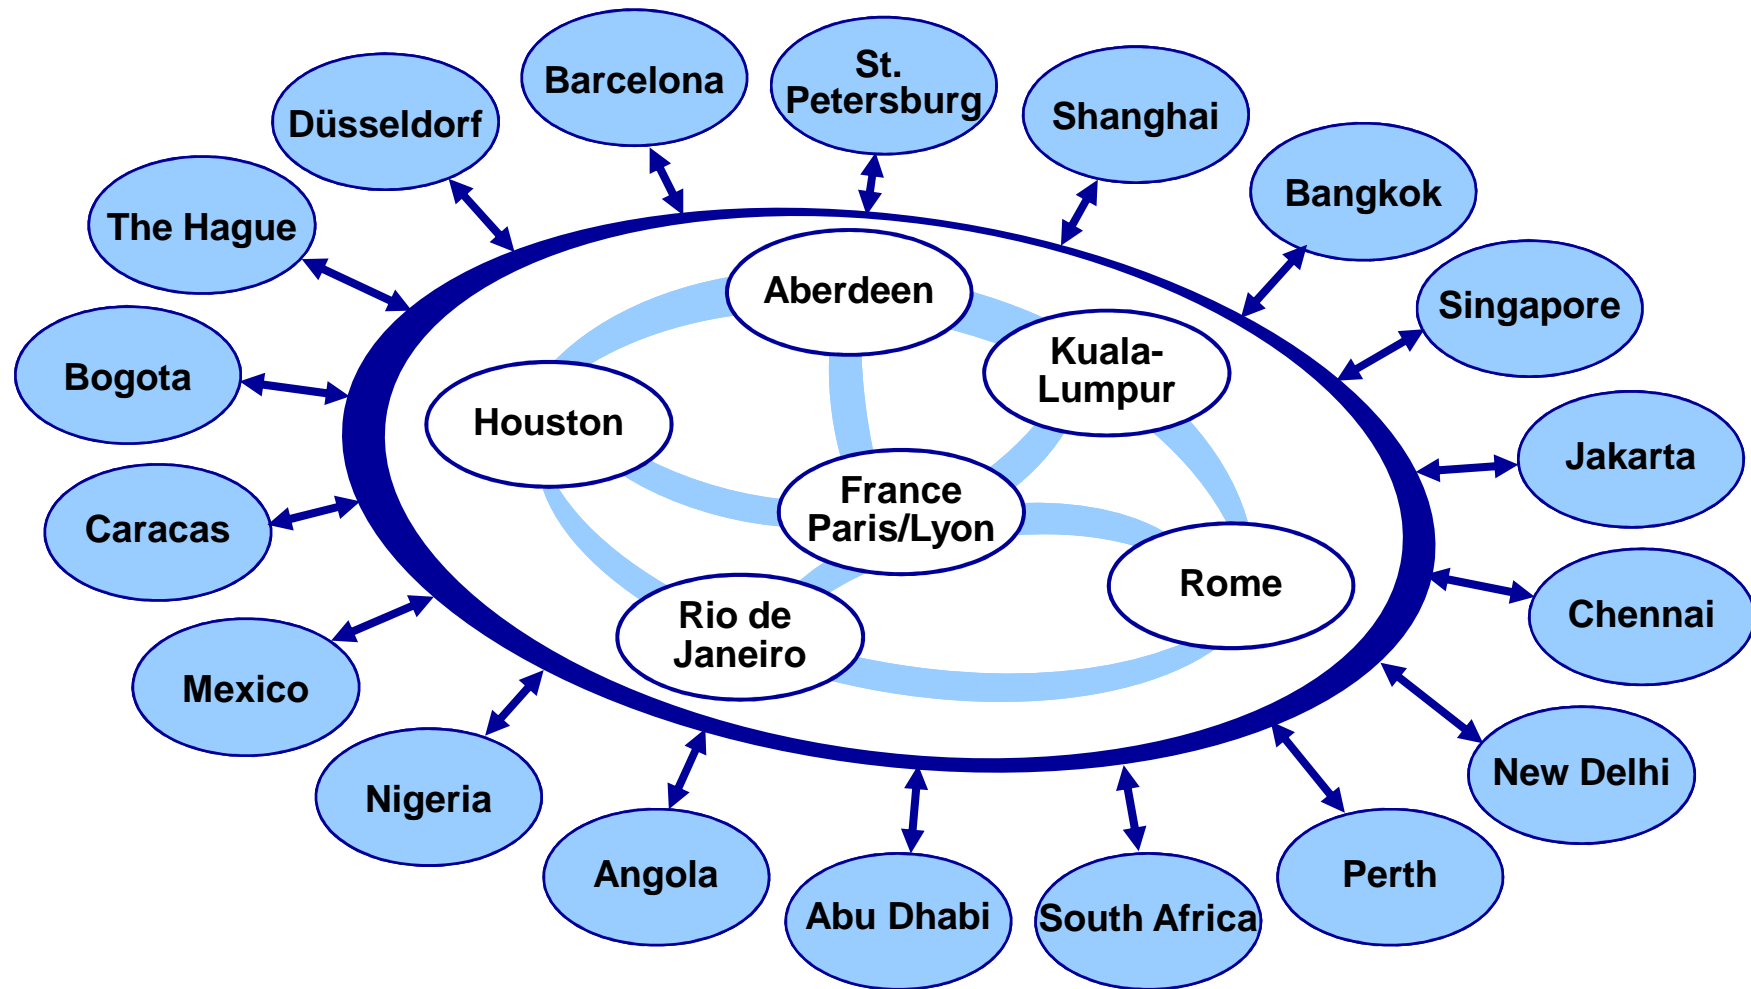 Barcelona
St.
Petersburg
Shanghai
Düsseldorf
Bangkok
The Hague
Singapore
Bogota
Jakarta
Caracas
Chennai
Mexico
New Delhi
Nigeria
Perth
Angola
Abu Dhabi
South Africa
Aberdeen
Kuala-
Lumpur
Houston
France
Paris/Lyon
Rome
Rio de
Janeiro